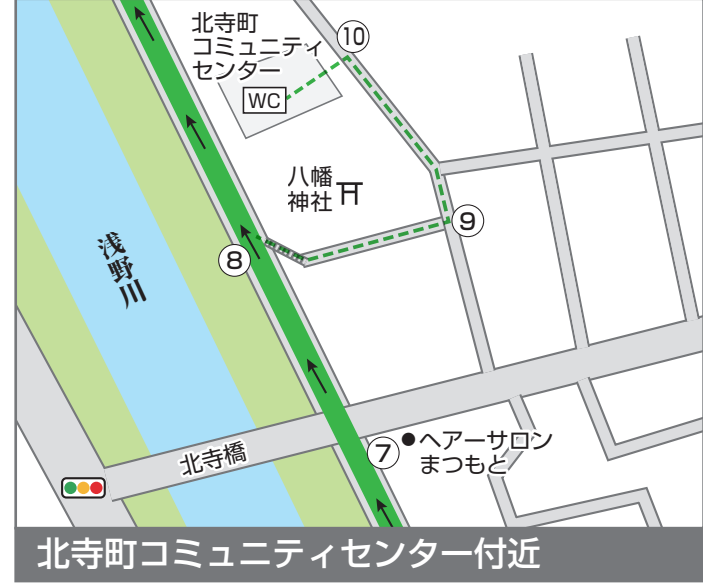 北寺町
コミュニティ
センター
WC
⑩
八幡
神社
⑨
⑧
浅野川
北寺橋
⑦
ヘアーサロン
まつもと
北寺町コミュニティセンター付近